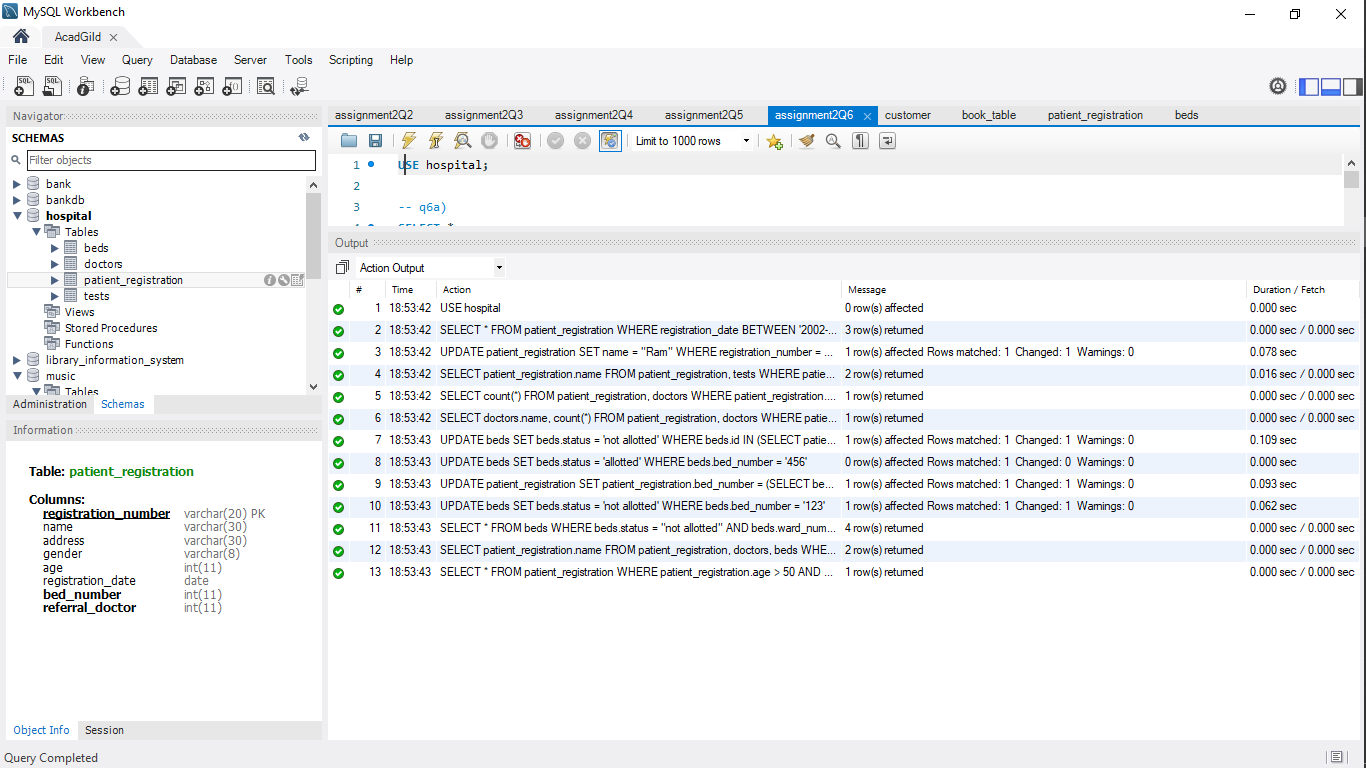 MySQL Workbench
AcadGild
File Edit View Query Database Server Tools Scripting Help
Navigator
SCHEMAS
Filter objects
bank
bankdb
hospital
Tables
beds
doctors
patient_registration
tests
Views
Stored Procedures
Functions
library_information_system
music
Tables
Administration Schemas
Information
Table: patient_registration
Columns:
registration_number varchar(20) PK
name varchar(30)
address varchar(30)
gender varchar(8)
age int(11)
registration_date date
bed_number int(11)
referral_doctor int(11)
Object Info Session
assignment2Q2 assignment2Q3 assignment2Q4 assignment2Q5 assignment2Q6 customer book_table patient_registration beds
Limit to 1000 rows
1 USE hospital;
2
3 -- q6a)
4 SELECT *
Output
Action Output
# Time Action Message Duration / Fetch
1 18:53:42 USE hospital 0 row(s) affected 0.000 sec
2 18:53:42 SELECT * FROM patient_registration WHERE registration_date BETWEEN '2002-... 3 row(s) returned 0.000 sec / 0.000 sec
3 18:53:42 UPDATE patient_registration SET name = "Ram" WHERE registration_number = ... 1 row(s) affected Rows matched: 1 Changed: 1 Warnings: 0 0.078 sec
4 18:53:42 SELECT patient_registration.name FROM patient_registration, tests WHERE patie... 2 row(s) returned 0.016 sec / 0.000 sec
5 18:53:42 SELECT count(*) FROM patient_registration, doctors WHERE patient_registration.... 1 row(s) returned 0.000 sec / 0.000 sec
6 18:53:42 SELECT doctors.name, count(*) FROM patient_registration, doctors WHERE patie... 1 row(s) returned 0.000 sec / 0.000 sec
7 18:53:43 UPDATE beds SET beds.status = 'not allotted' WHERE beds.id IN (SELECT patie... 1 row(s) affected Rows matched: 1 Changed: 1 Warnings: 0 0.109 sec
8 18:53:43 UPDATE beds SET beds.status = 'allotted' WHERE beds.bed_number = '456' 0 row(s) affected Rows matched: 1 Changed: 0 Warnings: 0 0.000 sec
9 18:53:43 UPDATE patient_registration SET patient_registration.bed_number = (SELECT be... 1 row(s) affected Rows matched: 1 Changed: 1 Warnings: 0 0.093 sec
10 18:53:43 UPDATE beds SET beds.status = 'not allotted' WHERE beds.bed_number = '123' 1 row(s) affected Rows matched: 1 Changed: 1 Warnings: 0 0.062 sec
11 18:53:43 SELECT * FROM beds WHERE beds.status = "not allotted" AND beds.ward_num... 4 row(s) returned 0.000 sec / 0.000 sec
12 18:53:43 SELECT patient_registration.name FROM patient_registration, doctors, beds WHE... 2 row(s) returned 0.000 sec / 0.000 sec
13 18:53:43 SELECT * FROM patient_registration WHERE patient_registration.age > 50 AND ... 1 row(s) returned 0.000 sec / 0.000 sec
Query Completed